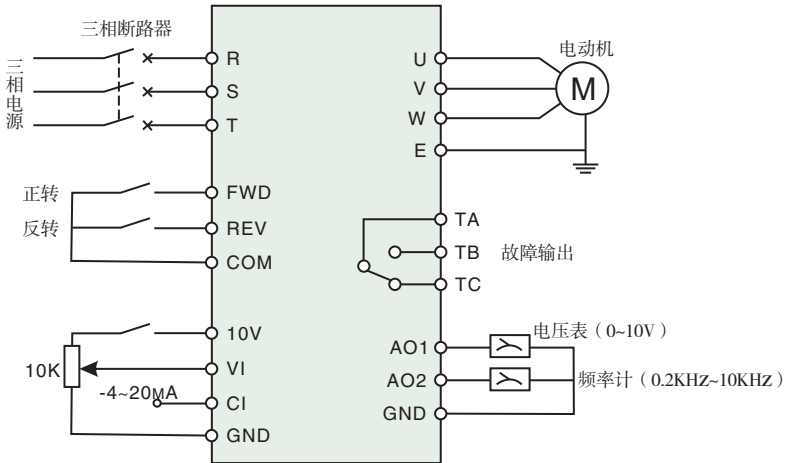 三相断路器
三相电源
R
S
T
正转
反转
FWD
REV
COM
10V
10K
VI
-4~20MA
CI
GND
U
V
W
E
电动机
M
TA
TB
故障输出
TC
电压表（0~10V）
AO1
AO2
频率计（0.2KHz~10KHz）
GND